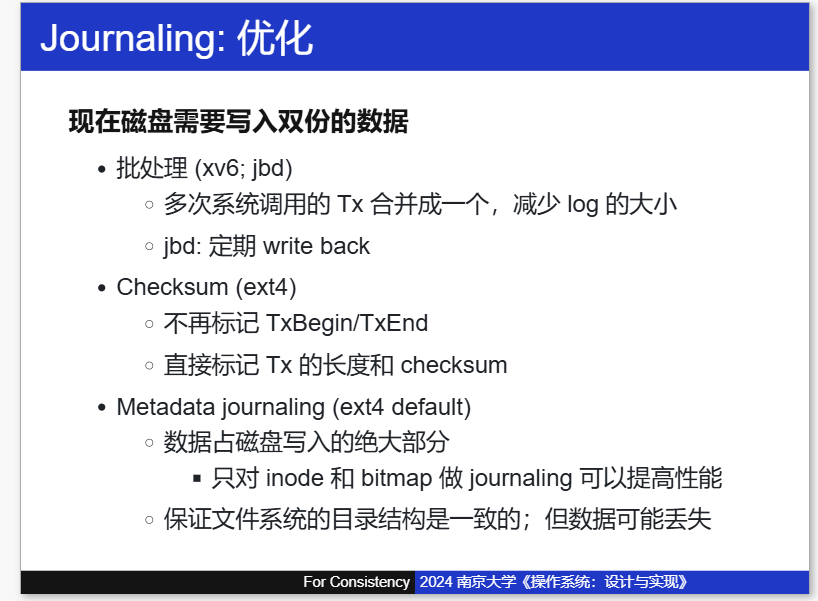 Journaling: 优化
现在磁盘需要写入双份的数据
批处理 (xv6; jbd)
多次系统调用的 Tx 合并成一个，减少 log 的大小
jbd: 定期 write back
Checksum (ext4)
不再标记 TxBegin/TxEnd
直接标记 Tx 的长度和 checksum
Metadata journaling (ext4 default)
数据占磁盘写入的绝大部分
只对 inode 和 bitmap 做 journaling 可以提高性能
保证文件系统的目录结构是一致的；但数据可能丢失
For Consistency 2024 南京大学《操作系统：设计与实现》